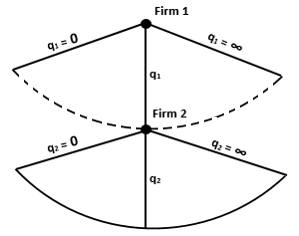 Firm 1
q₁ = 0
q₁ = ∞
q₁
Firm 2
q₂ = 0
q₂ = ∞
q₂